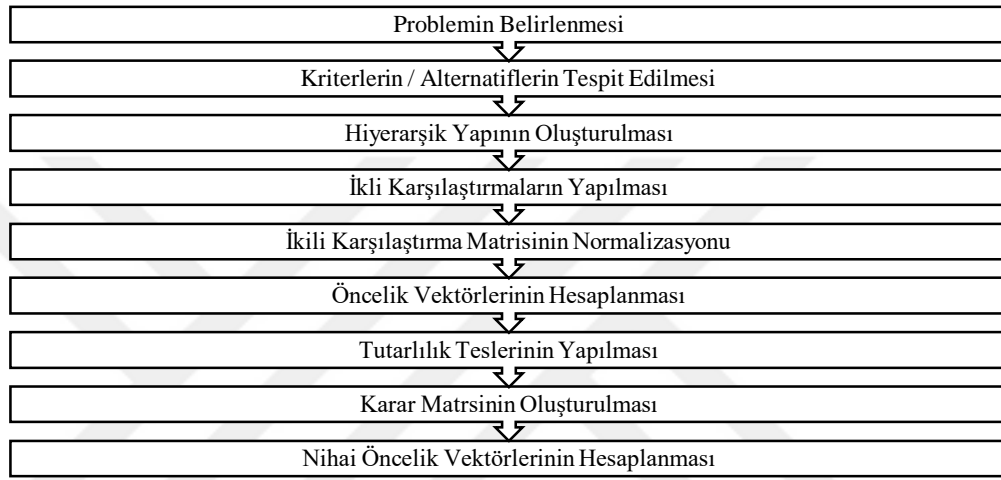 Problemin Belirlenmesi
Kriterlerin / Alternatiflerin Tespit Edilmesi
Hiyerarşik Yapının Oluşturulması
İkli Karşılaştırmaların Yapılması
İkili Karşılaştırma Matrisinin Normalizasyonu
Öncelik Vektörlerinin Hesaplanması
Tutarlılık Teslerinin Yapılması
Karar Matrsinin Oluşturulması
Nihai Öncelik Vektörlerinin Hesaplanması